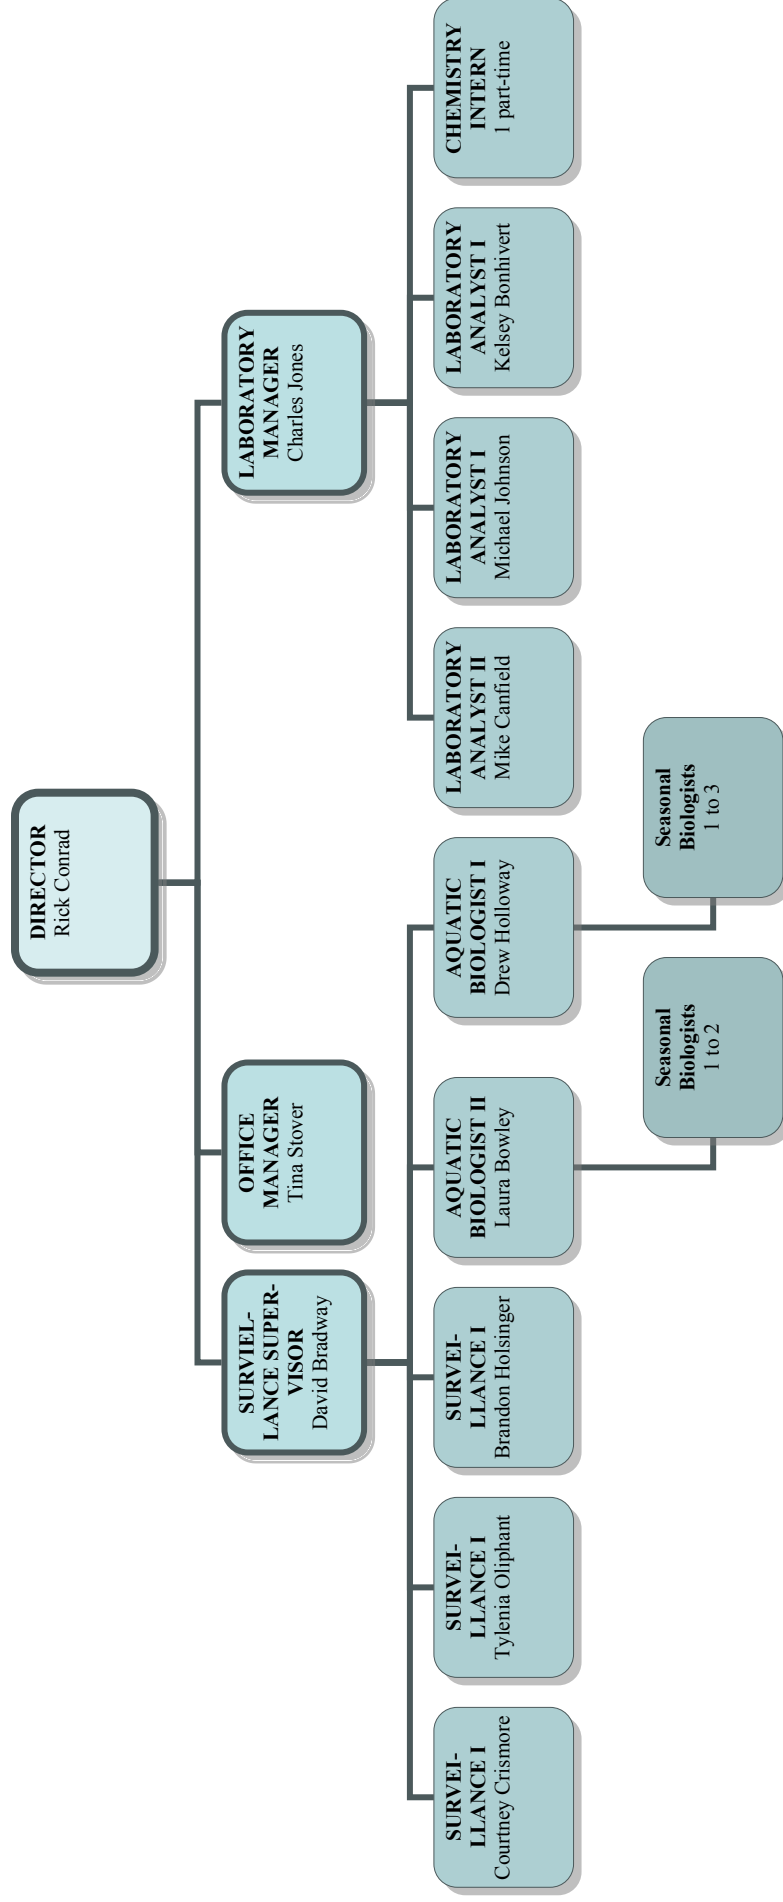 DIRECTOR
Rick Conrad
SURVIEL-
LANCE SUPER-
VISOR
David Bradway
OFFICE
MANAGER
Tina Stover
LABORATORY
MANAGER
Charles Jones
SURVEI-
LLANCE I
Courtney Crismore
SURVEI-
LLANCE I
Tylenia Oliphant
SURVEI-
LLANCE I
Brandon Holsinger
AQUATIC
BIOLOGIST II
Laura Bowley
AQUATIC
BIOLOGIST I
Drew Holloway
LABORATORY
ANALYST II
Mike Canfield
LABORATORY
ANALYST I
Michael Johnson
LABORATORY
ANALYST I
Kelsey Bonhivert
CHEMISTRY
INTERN
1 part-time
Seasonal
Biologists
1 to 2
Seasonal
Biologists
1 to 3